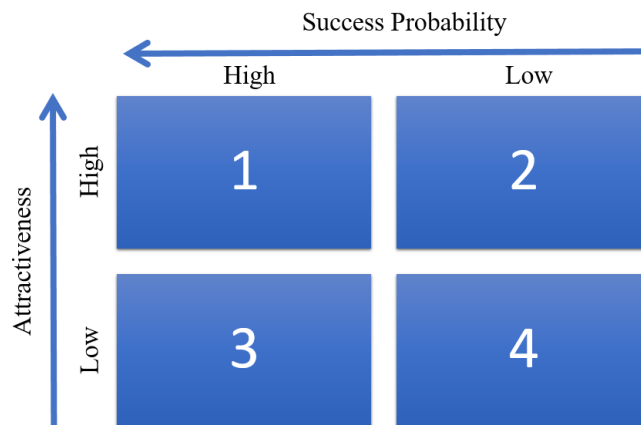 Success Probability
High Low
Attractiveness
High
1 2
Low
3 4